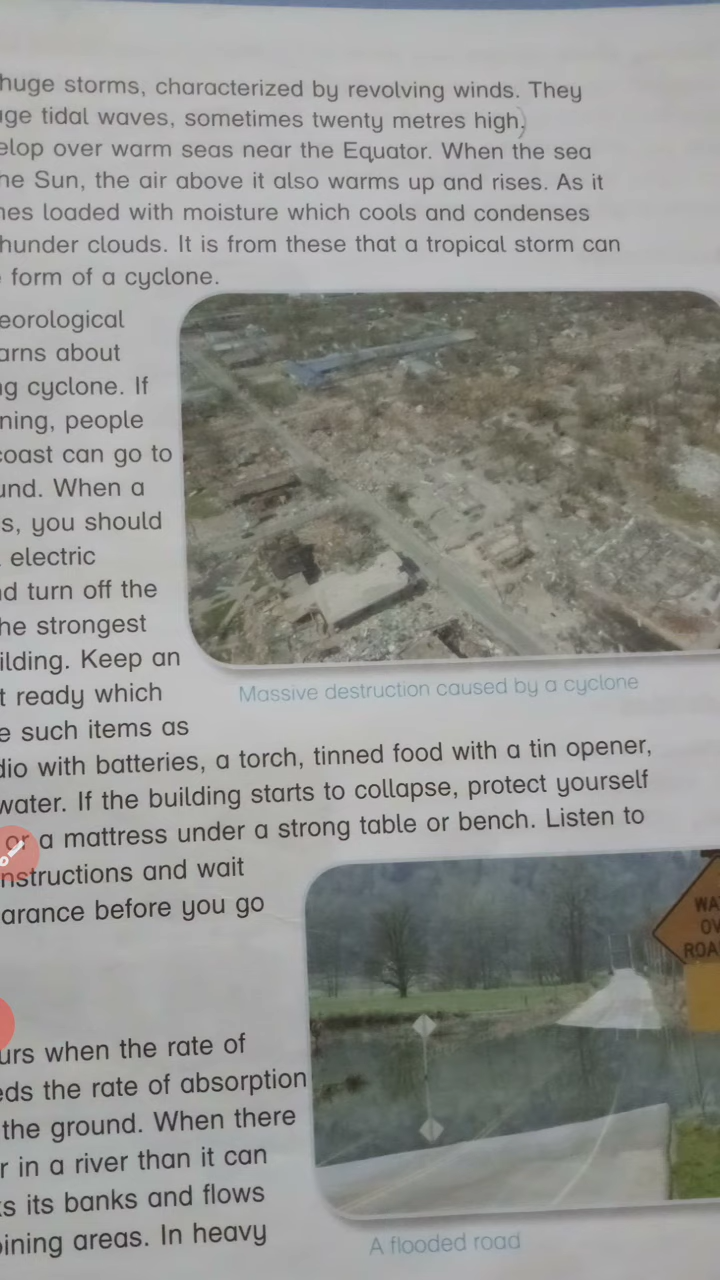 huge storms, characterized by revolving winds. They
tidal waves, sometimes twenty metres high.
over warm seas near the Equator. When the sea
Sun, the air above it also warms up and rises. As it
loaded with moisture which cools and condenses
hunder clouds. It is from these that a tropical storm can
form of a cyclone.
eorological
arns about
ng cyclone. If
ning, people
coast can go to
und. When a
s, you should
electric
nd turn off the
he strongest
ilding. Keep an
t ready which
e such items as
Massive destruction caused by a cyclone
dio with batteries, a torch, tinned food with a tin opener,
water. If the building starts to collapse, protect yourself
or a mattress under a strong table or bench. Listen to
nstructions and wait
arance before you go
WA
OV
ROA
urs when the rate of
eds the rate of absorption
the ground. When there
r in a river than it can
s its banks and flows
ining areas. In heavy
A flooded road